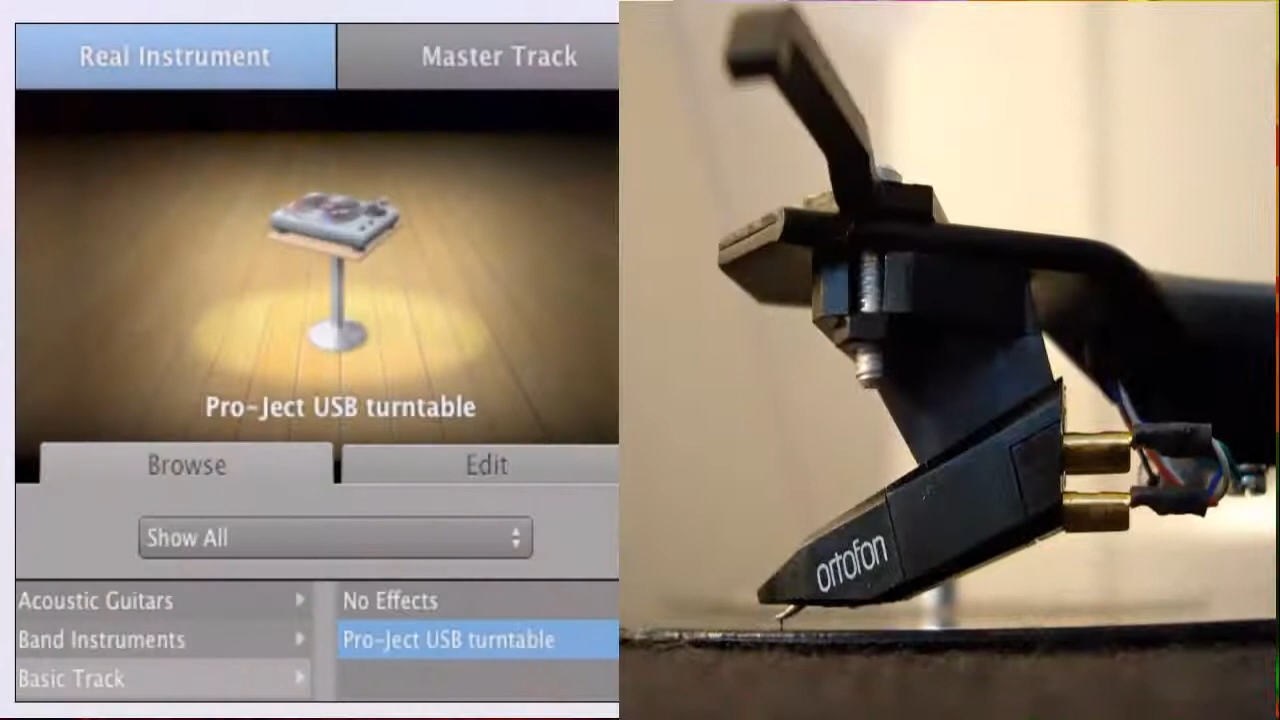 Real Instrument
Master Track
Pro-Ject USB turntable
Browse
Edit
Show All
Acoustic Guitars
No Effects
Band Instruments
Pro-Ject USB turntable
Basic Track
ortofon